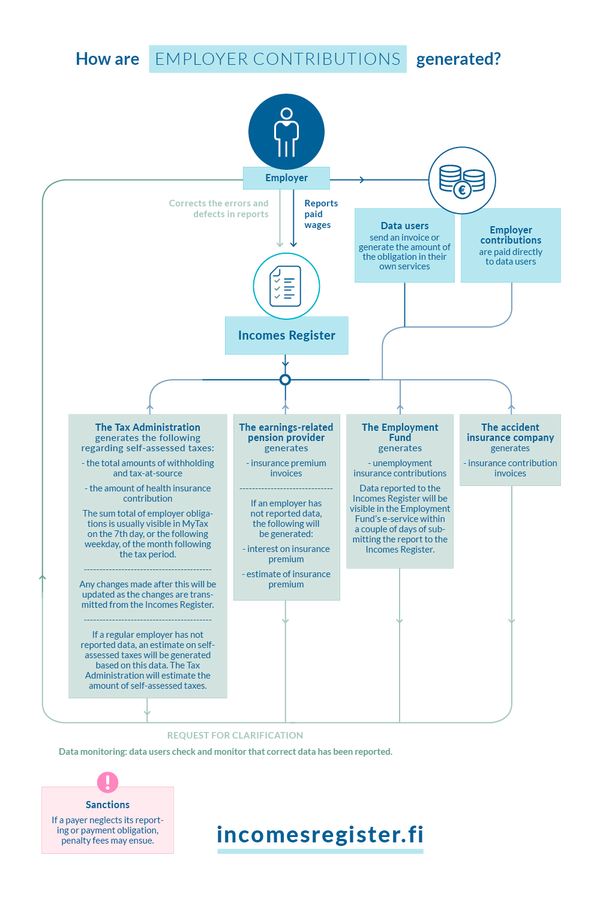 How are EMPLOYER CONTRIBUTIONS generated?
Employer
Corrects the errors and
defects in reports
Reports
paid
wages
€
Data users
send an invoice or
generate the amount of
the obligation in their
own services
Employer
contributions
are paid directly
to data users
Incomes Register
The Tax Administration
generates the following
regarding self-assessed taxes:
- the total amounts of withholding
and tax-at-source
- the amount of health insurance
contribution
The sum total of employer obliga-
tions is usually visible in MyTax
on the 7th day, or the following
weekday, of the month following
the tax period.
Any changes made after this will be
updated as the changes are trans-
mitted from the Incomes Register.
If a regular employer has not
reported data, an estimate on self-
assessed taxes will be generated
based on this data. The Tax
Administration will estimate the
amount of self-assessed taxes.
The earnings-related
pension provider
generates
- insurance premium
invoices
If an employer has
not reported data,
the following will
be generated:
- interest on insurance
premium
- estimate of insurance
premium
The Employment
Fund
generates
- unemployment
insurance contributions
Data reported to the
Incomes Register will be
visible in the Employment
Fund's e-service within
a couple of days of sub-
mitting the report to the
Incomes Register.
The accident
insurance company
generates
- insurance contribution
invoices
REQUEST FOR CLARIFICATION
Data monitoring: data users check and monitor that correct data has been reported.
!
Sanctions
If a payer neglects its report-
ing or payment obligation,
penalty fees may ensue.
incomesregister.fi